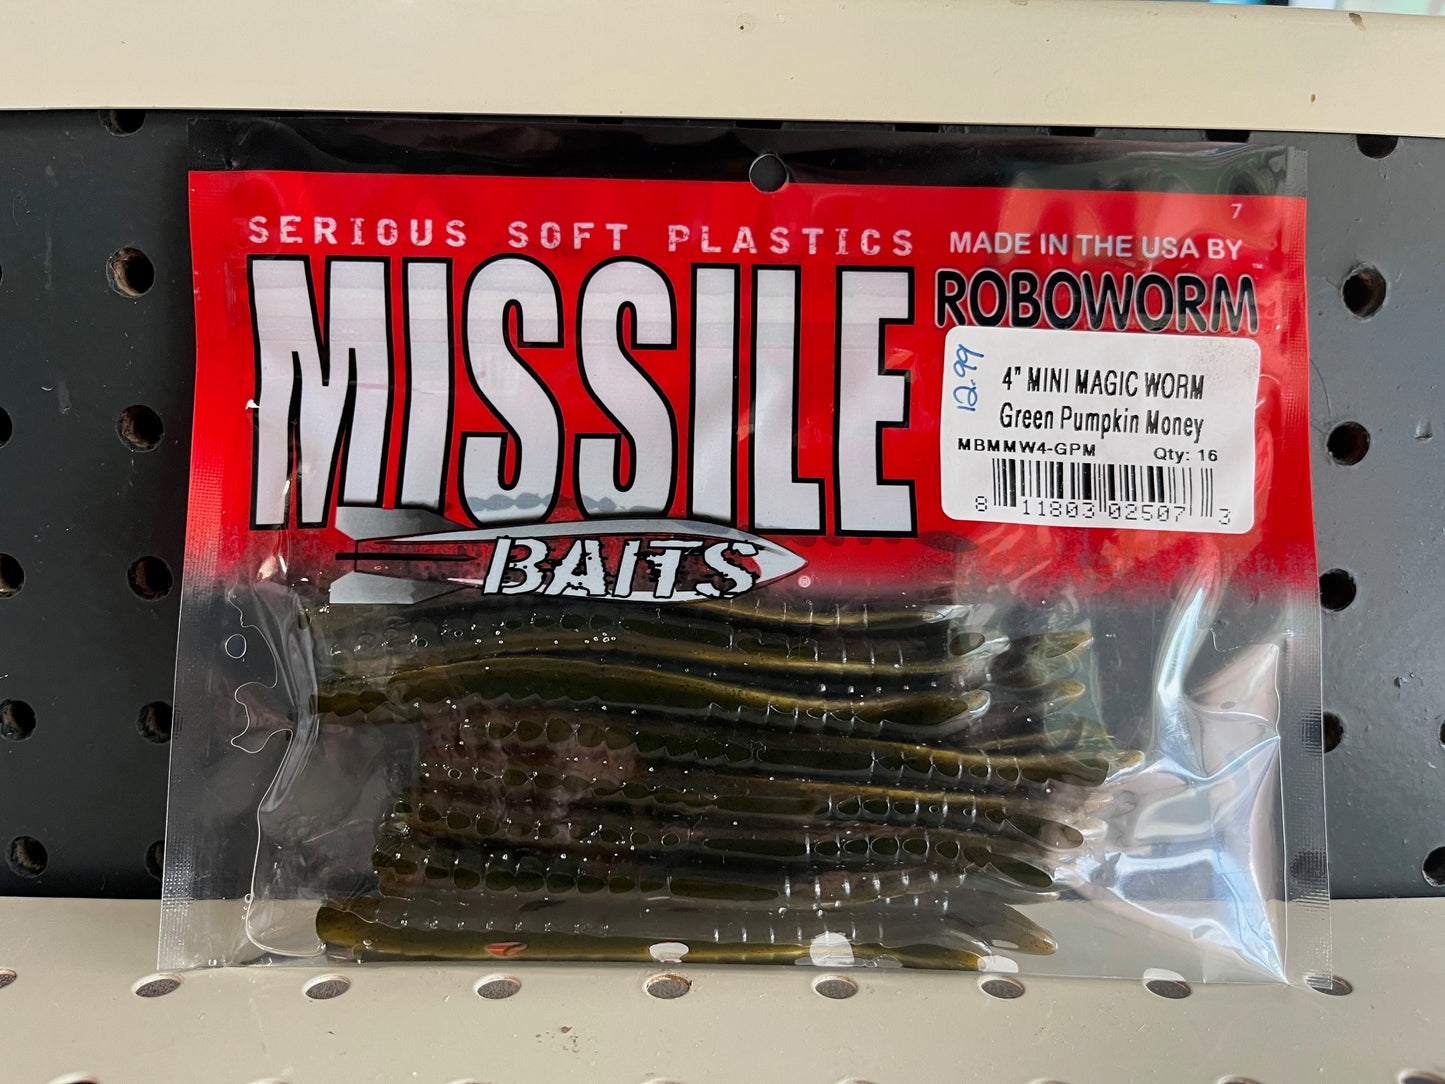 7
SERIOUS SOFT PLASTICS
MISSILE
BAITS®
MADE IN THE USA BY
ROBOWORM™
12.99
4" MINI MAGIC WORM
Green Pumpkin Money
MBMMW4-GPM Qty: 16
8 11803 02507 3